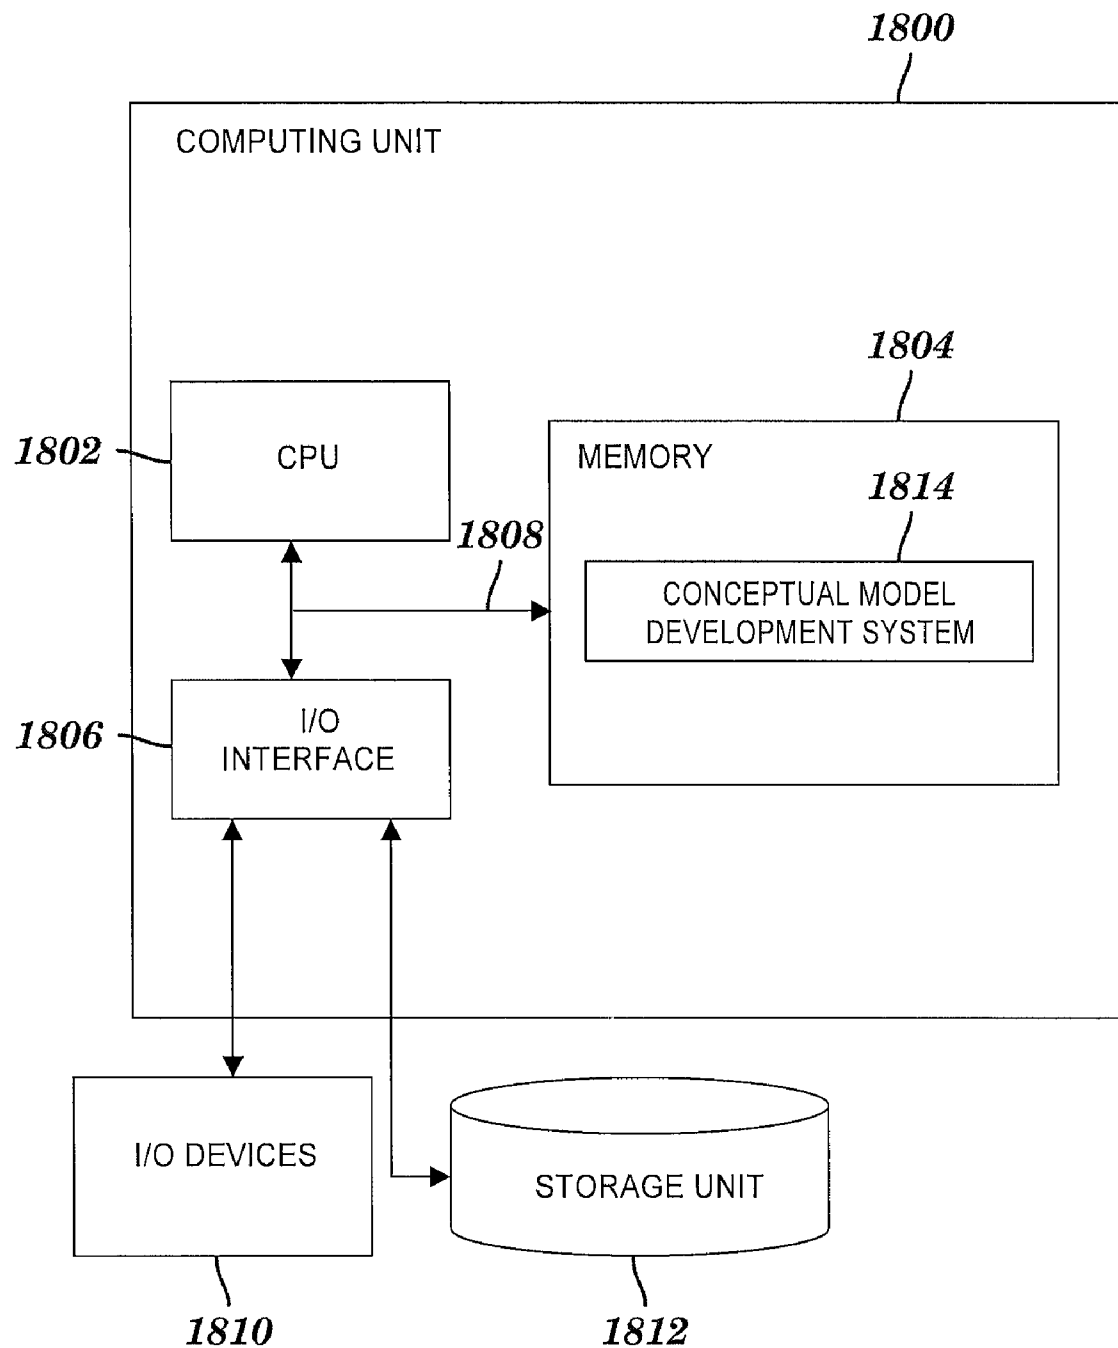 1800
COMPUTING UNIT
1804
1802
CPU
MEMORY
1814
1808
CONCEPTUAL MODEL
DEVELOPMENT SYSTEM
1806
I/O
INTERFACE
I/O DEVICES
STORAGE UNIT
1810
1812